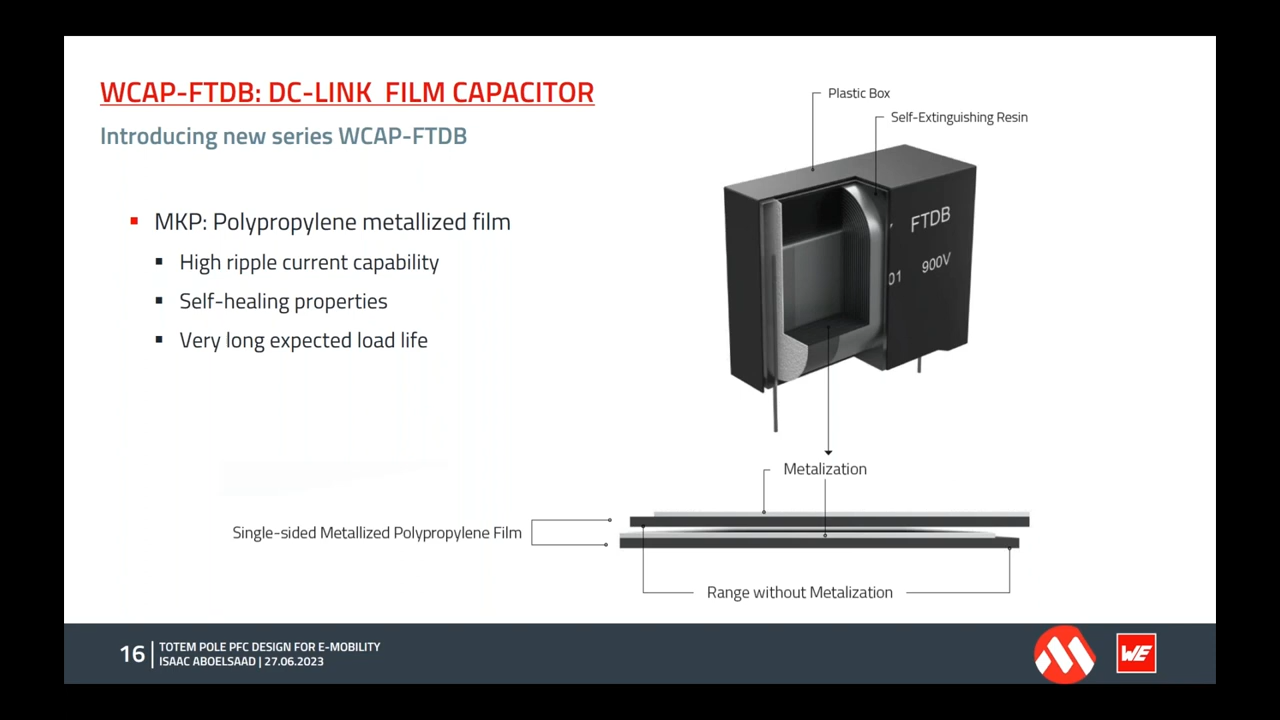 WCAP-FTDB: DC-LINK FILM CAPACITOR
Introducing new series WCAP-FTDB
MKP: Polypropylene metallized film
High ripple current capability
Self-healing properties
Very long expected load life
Plastic Box
Self-Extinguishing Resin
FTDB
01 900V
Metalization
Single-sided Metallized Polypropylene Film
Range without Metalization
16
TOTEM POLE PFC DESIGN FOR E-MOBILITY
ISAAC ABOELSAAD | 27.06.2023
WE